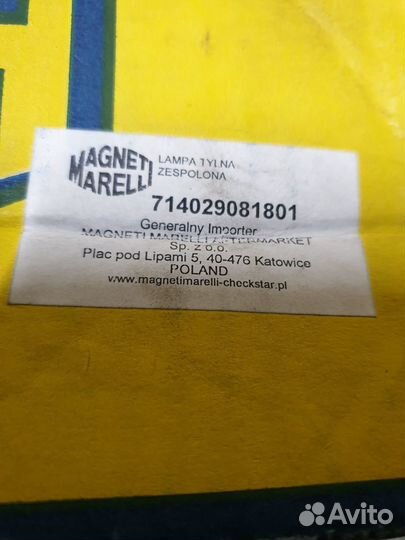 MAGNETI
MARELLI
LAMPA TYLNA
ZESPOLONA
714029081801
Generalny Importer
MAGNETI MARELLI AFTERMARKET
Sp. z o.o.
Plac pod Lipami 5, 40-476 Katowice
POLAND
www.magnetimarelli-checkstar.pl
Avito